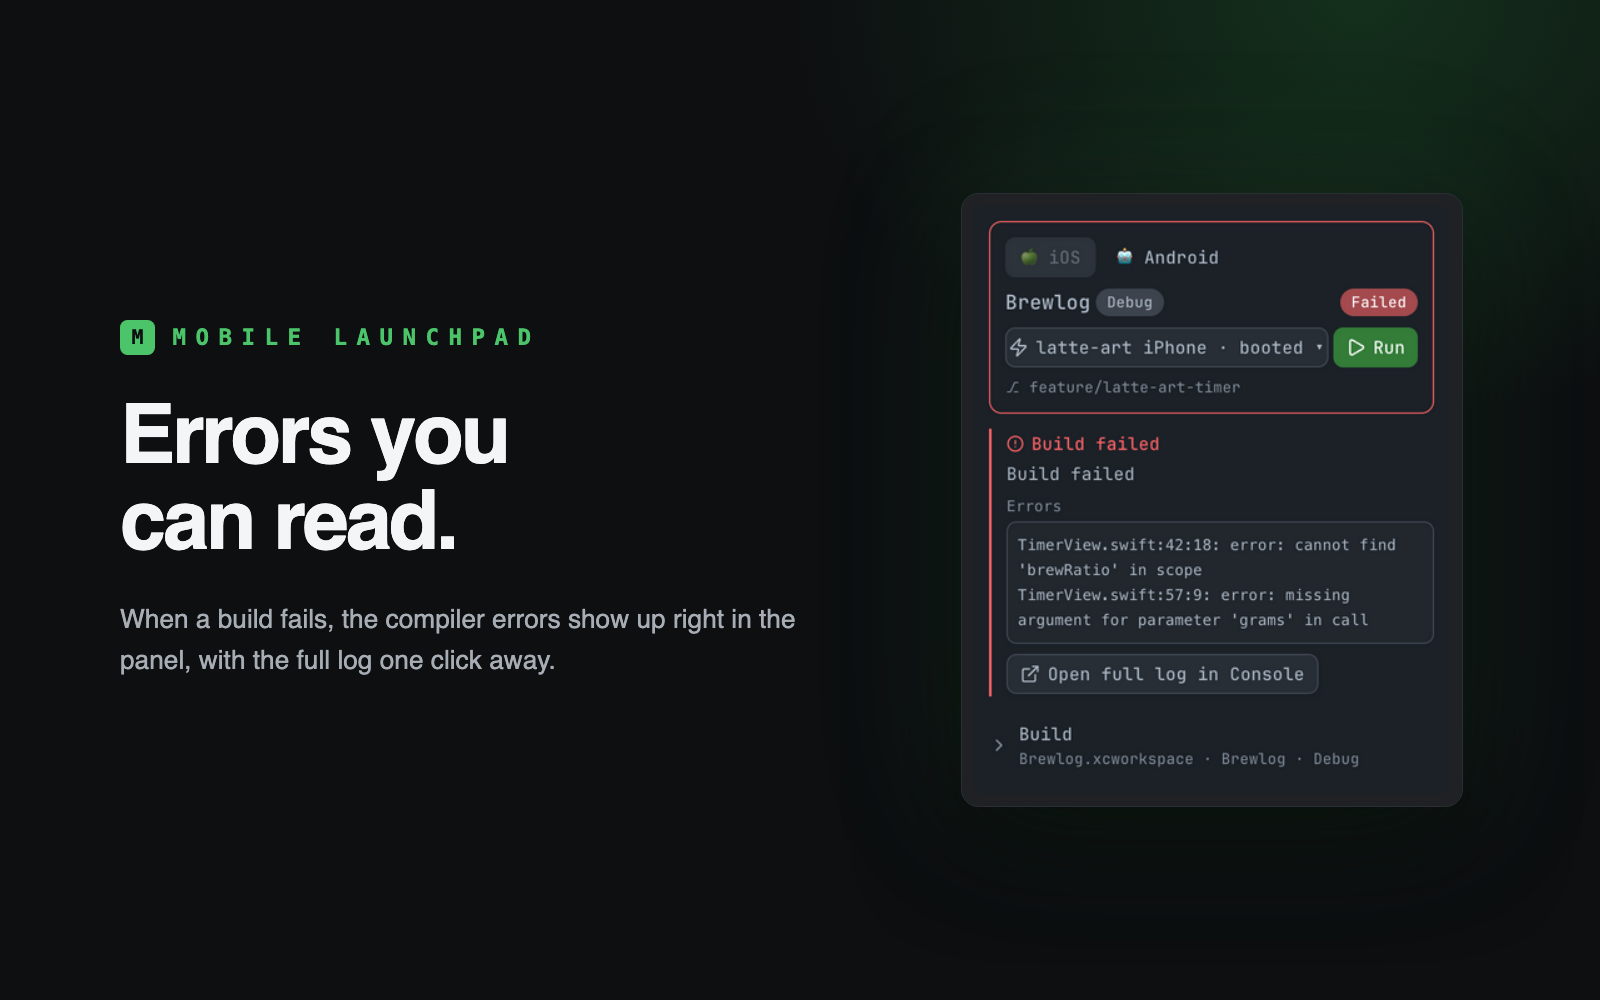 M MOBILE LAUNCHPAD
Errors you
can read.
When a build fails, the compiler errors show up right in the
panel, with the full log one click away.
iOS Android
Brewlog Debug Failed
latte-art iPhone · booted Run
feature/latte-art-timer
Build failed
Build failed
Errors
TimerView.swift:42:18: error: cannot find
'brewRatio' in scope
TimerView.swift:57:9: error: missing
argument for parameter 'grams' in call
Open full log in Console
Build
Brewlog.xcworkspace · Brewlog · Debug